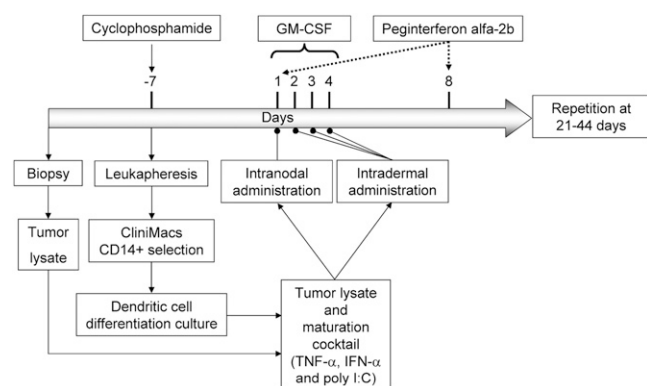 Cyclophosphamide
GM-CSF
Peginterferon alfa-2b
-7
1 2 3 4
8
Days
Repetition at
21-44 days
Biopsy
Leukapheresis
Intranodal
administration
Intradermal
administration
Tumor
lysate
CliniMacs
CD14+ selection
Dendritic cell
differentiation culture
Tumor lysate
and
maturation
cocktail
(TNF-α, IFN-α
and poly I:C)